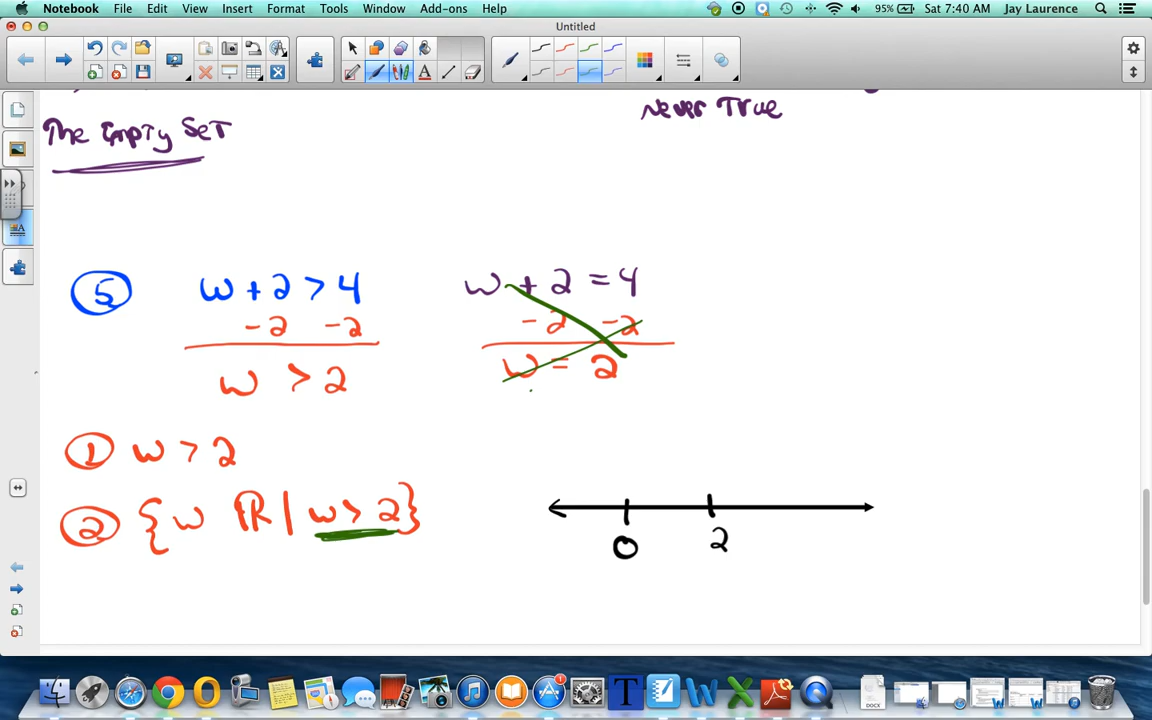 Notebook File Edit View Insert Format Tools Window Add-ons Help 95% Sat 7:40 AM Jay Laurence
Untitled
Never True
The Empty Set
5 w + 2 > 4 w + 2 = 4
-2 -2 -2 -2
w > 2 w = 2
1 w > 2
2 {w ℝ | w > 2}
0 2